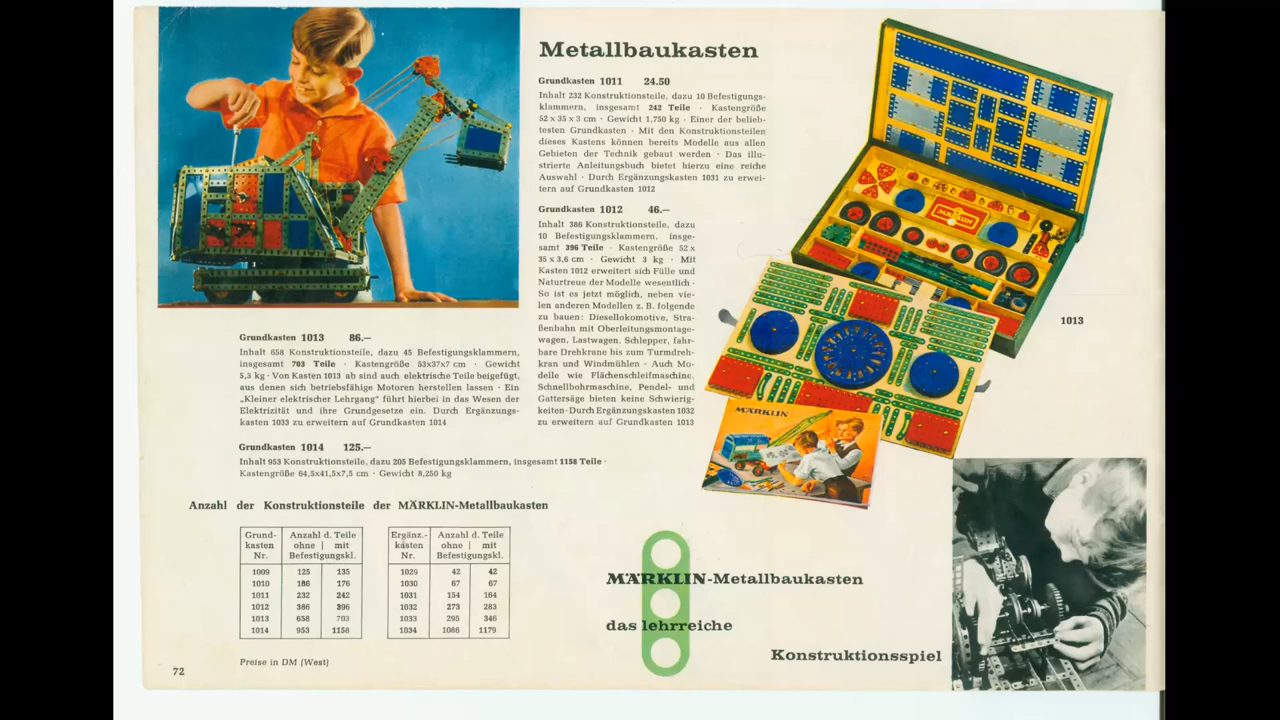 Metallbaukasten
Grundkasten 1011 24.50
Inhalt 232 Konstruktionsteile, dazu 10 Befestigungs-
klammern, insgesamt 242 Teile · Kastengröße
52 x 35 x 3 cm · Gewicht 1,750 kg · Einer der belieb-
testen Grundkasten · Mit den Konstruktionsteilen
dieses Kastens können bereits Modelle aus allen
Gebieten der Technik gebaut werden · Das illu-
strierte Anleitungsbuch bietet hierzu eine reiche
Auswahl · Durch Ergänzungskasten 1031 zu erwei-
tern auf Grundkasten 1012
Grundkasten 1012 46.—
Inhalt 386 Konstruktionsteile, dazu
10 Befestigungsklammern, insge-
samt 396 Teile · Kastengröße 52 x
35 x 3,6 cm · Gewicht 3 kg · Mit
Kasten 1012 erweitert sich Fülle und
Naturtreue der Modelle wesentlich ·
So ist es jetzt möglich, neben vie-
len anderen Modellen z. B. folgende
zu bauen: Diesellokomotive, Stra-
ßenbahn mit Oberleitungsmontage-
wagen, Lastwagen, Schlepper, fahr-
bare Drehkrane bis zum Turmdreh-
kran und Windmühlen · Auch Mo-
delle wie Flächenschleifmaschine,
Schnellbohrmaschine, Pendel- und
Gattersäge bieten keine Schwierig-
keiten · Durch Ergänzungskasten 1032
zu erweitern auf Grundkasten 1013
Grundkasten 1013 86.—
Inhalt 658 Konstruktionsteile, dazu 45 Befestigungsklammern,
insgesamt 703 Teile · Kastengröße 53x37x7 cm · Gewicht
5,3 kg · Von Kasten 1013 ab sind auch elektrische Teile beigefügt,
aus denen sich betriebsfähige Motoren herstellen lassen · Ein
„Kleiner elektrischer Lehrgang" führt hierbei in das Wesen der
Elektrizität und ihre Grundgesetze ein. Durch Ergänzungs-
kasten 1033 zu erweitern auf Grundkasten 1014
Grundkasten 1014 125.—
Inhalt 953 Konstruktionsteile, dazu 205 Befestigungsklammern, insgesamt 1158 Teile ·
Kastengröße 64,5x41,5x7,5 cm · Gewicht 8,250 kg
MÄRKLIN
1013
MÄRKLIN
Anzahl der Konstruktionsteile der MÄRKLIN-Metallbaukasten
Grund- Anzahl d. Teile
kasten ohne | mit
Nr. Befestigungskl.
1009 125 135
1010 166 176
1011 232 242
1012 386 396
1013 658 703
1014 953 1158
Ergänz.- Anzahl d. Teile
kasten ohne | mit
Nr. Befestigungskl.
1029 42 42
1030 67 67
1031 154 164
1032 273 283
1033 295 346
1034 1086 1179
MÄRKLIN-Metallbaukasten
das lehrreiche
Konstruktionsspiel
Preise in DM (West)
72